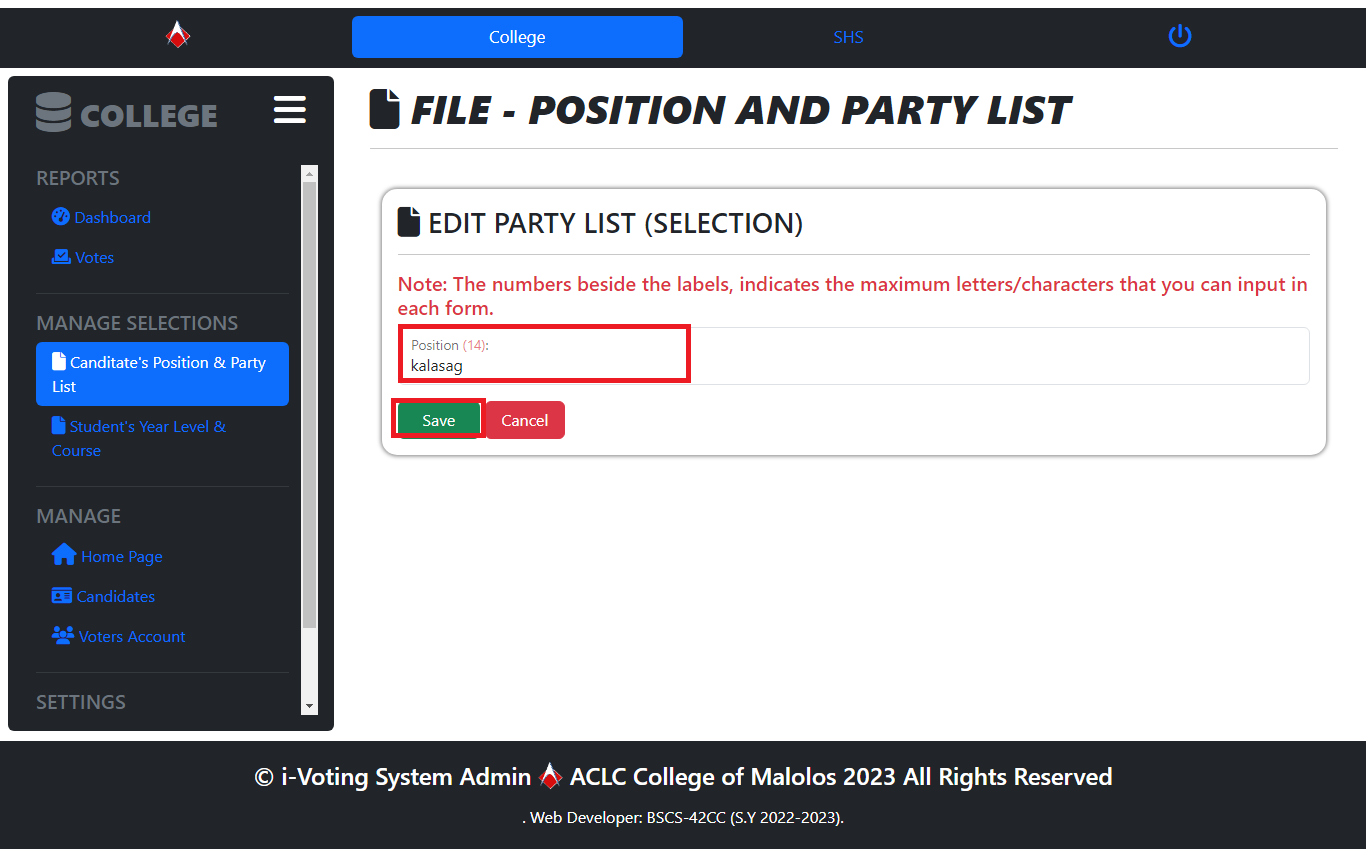 College
SHS
COLLEGE
REPORTS
Dashboard
Votes
MANAGE SELECTIONS
Canditate's Position & Party
List
Student's Year Level &
Course
MANAGE
Home Page
Candidates
Voters Account
SETTINGS
FILE - POSITION AND PARTY LIST
EDIT PARTY LIST (SELECTION)
Note: The numbers beside the labels, indicates the maximum letters/characters that you can input in
each form.
Position (14):
kalasag
Save
Cancel
© i-Voting System Admin ACLC College of Malolos 2023 All Rights Reserved
. Web Developer: BSCS-42CC (S.Y 2022-2023).